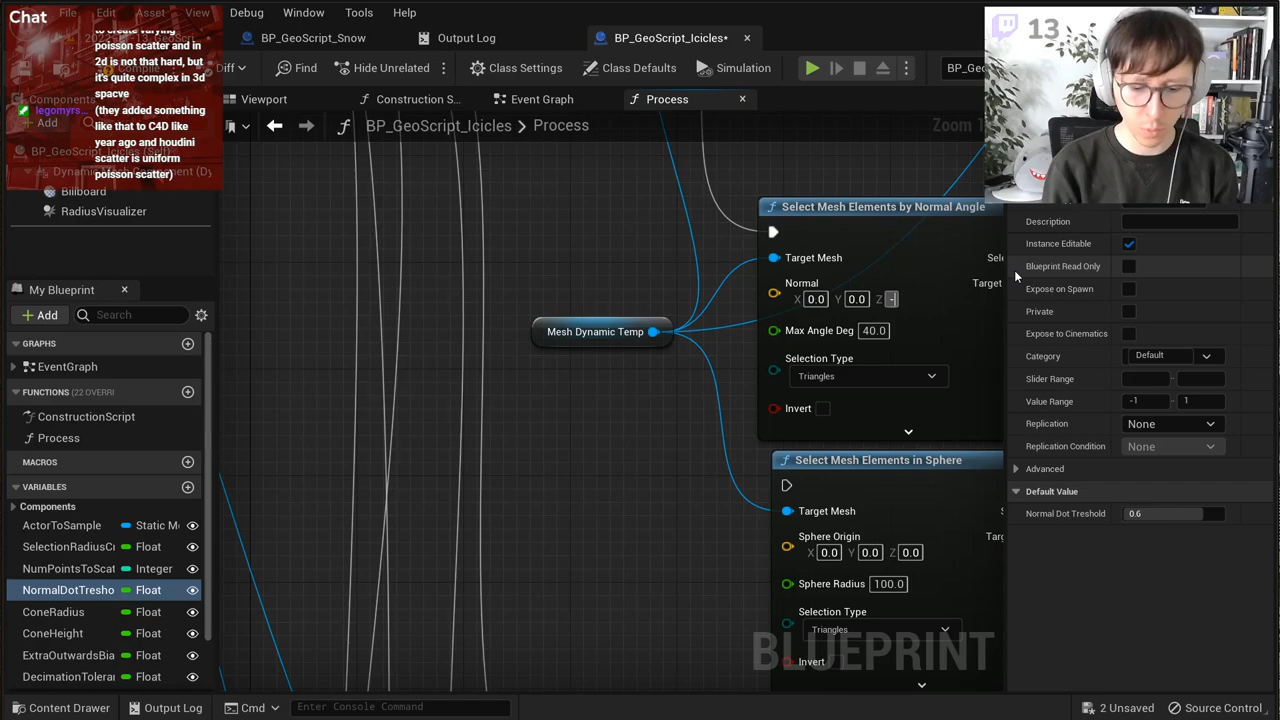 Chat
File Edit Asset View Debug Window Tools Help
to create varying
poisson scatter and in
2d is not that hard, but
it's quite complex in 3d
spacve
legomyrs...
(they added something
like that to C4D like
year ago and houdini
scatter is uniform
poisson scatter)
13
Output Log
BP_GeoScript_Icicles*
Diff
Find
Unrelated
Class Settings
Class Defaults
Simulation
BP_Geo
Viewport
Construction S...
Event Graph
Process
BP_GeoScript_Icicles > Process
Zoom
Add
BP_GeoScript_Icicles (Self)
Billboard
RadiusVisualizer
My Blueprint
Add
Search
GRAPHS
EventGraph
FUNCTIONS (22 OVERRI
ConstructionScript
Process
MACROS
VARIABLES
Components
ActorToSample Static M
SelectionRadiusC Float
NumPointsToScat Integer
NormalDotTresho Float
ConeRadius Float
ConeHeight Float
ExtraOutwardsBia Float
DecimationTolera Float
Mesh Dynamic Temp
Select Mesh Elements by Normal Angle
Target Mesh
Sele
Normal
Target
X 0.0 Y 0.0 Z -
Max Angle Deg 40.0
Selection Type
Triangles
Invert
Select Mesh Elements in Sphere
Target Mesh
Sphere Origin
Targ
X 0.0 Y 0.0 Z 0.0
Sphere Radius 100.0
Selection Type
Triangles
Invert
BLUEPRINT
Description
Instance Editable
Blueprint Read Only
Expose on Spawn
Private
Expose to Cinematics
Category Default
Slider Range
Value Range -1 1
Replication None
Replication Condition None
Advanced
Default Value
Normal Dot Treshold 0.6
Content Drawer
Output Log
Cmd
Enter Console Command
2 Unsaved
Source Control